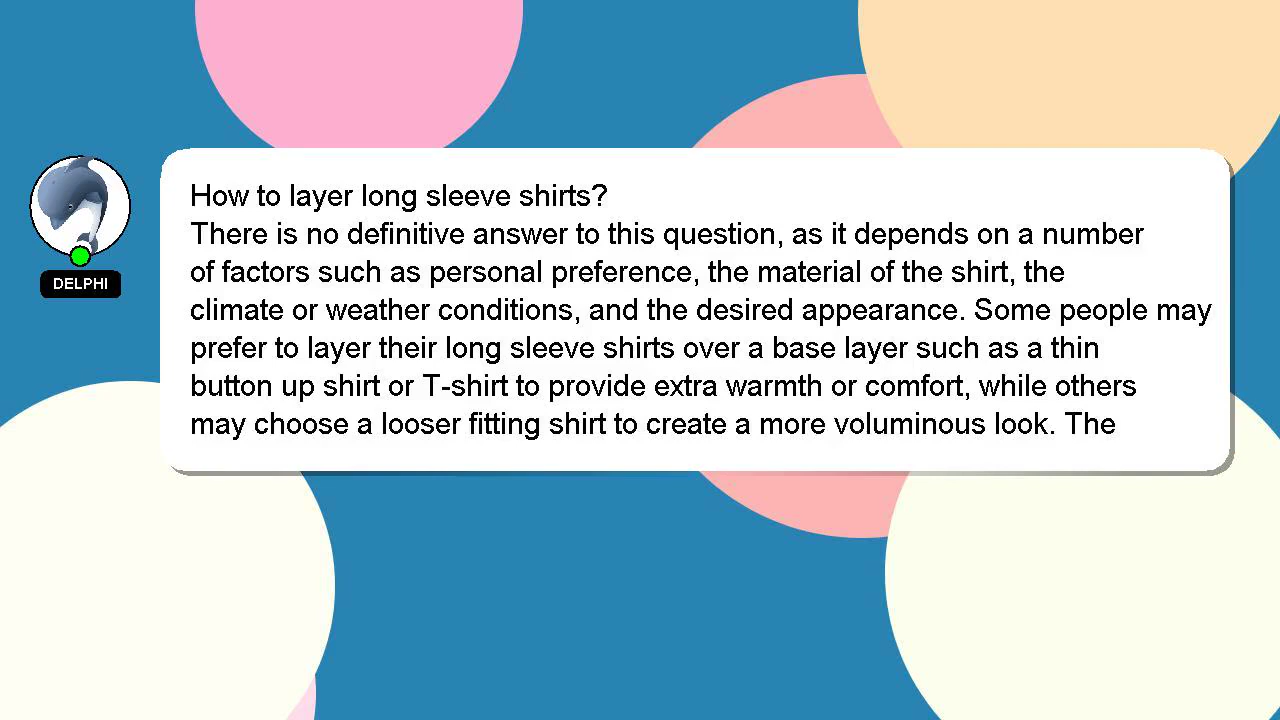 DELPHI
How to layer long sleeve shirts?
There is no definitive answer to this question, as it depends on a number
of factors such as personal preference, the material of the shirt, the
climate or weather conditions, and the desired appearance. Some people may
prefer to layer their long sleeve shirts over a base layer such as a thin
button up shirt or T-shirt to provide extra warmth or comfort, while others
may choose a looser fitting shirt to create a more voluminous look. The